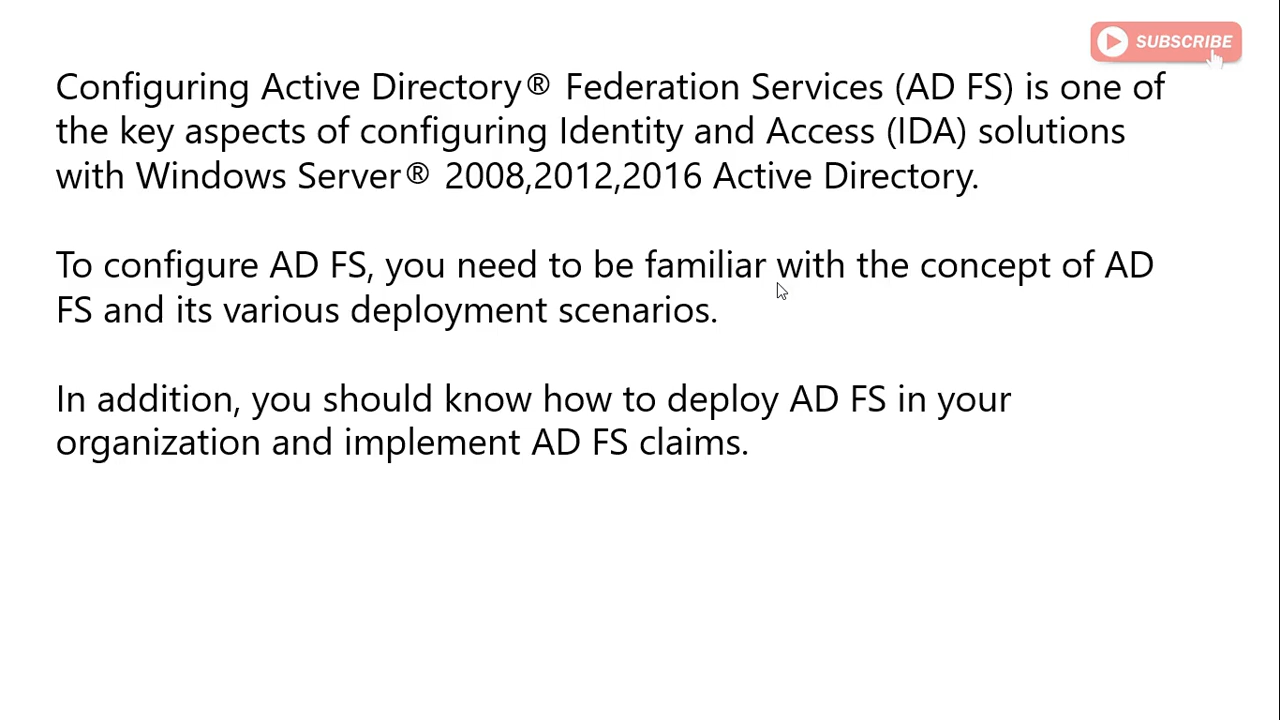 SUBSCRIBE
Configuring Active Directory® Federation Services (AD FS) is one of
the key aspects of configuring Identity and Access (IDA) solutions
with Windows Server® 2008,2012,2016 Active Directory.
To configure AD FS, you need to be familiar with the concept of AD
FS and its various deployment scenarios.
In addition, you should know how to deploy AD FS in your
organization and implement AD FS claims.